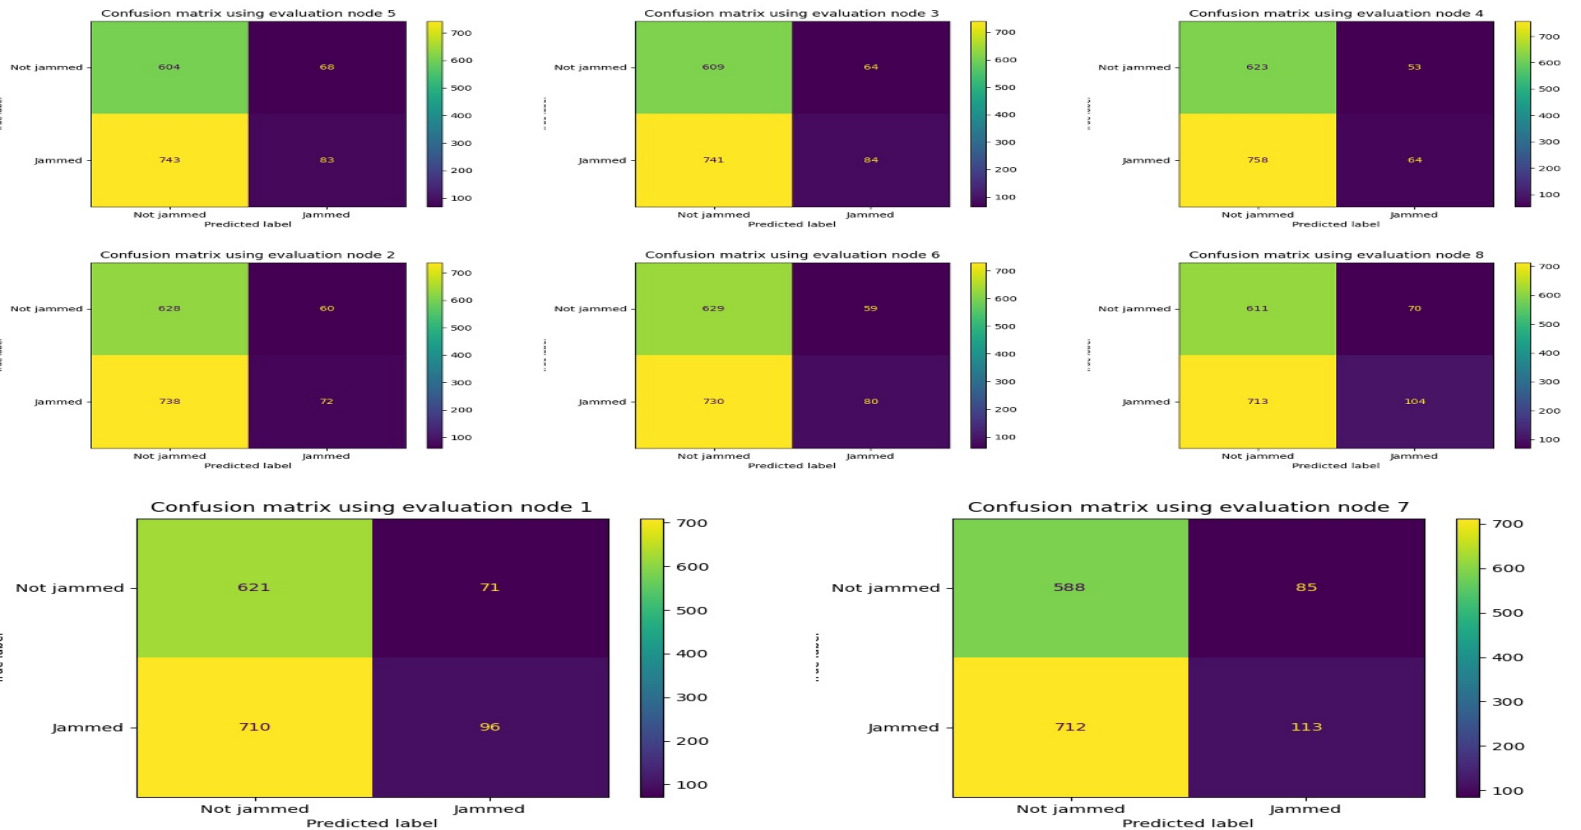 Confusion matrix using evaluation node 5
Not jammed
604
68
Jammed
743
83
Not jammed
Jammed
Predicted label
700
600
500
400
300
200
100
Confusion matrix using evaluation node 3
Not jammed
609
64
Jammed
741
84
Not jammed
Jammed
Predicted label
700
600
500
400
300
200
100
Confusion matrix using evaluation node 4
Not jammed
623
53
Jammed
758
64
Not jammed
Jammed
Predicted label
700
600
500
400
300
200
100
Confusion matrix using evaluation node 2
Not jammed
628
60
Jammed
738
72
Not jammed
Jammed
Predicted label
700
600
500
400
300
200
100
Confusion matrix using evaluation node 6
Not jammed
629
59
Jammed
730
80
Not jammed
Jammed
Predicted label
700
600
500
400
300
200
100
Confusion matrix using evaluation node 8
Not jammed
611
70
Jammed
713
104
Not jammed
Jammed
Predicted label
700
600
500
400
300
200
100
Confusion matrix using evaluation node 1
Not jammed
621
71
Jammed
710
96
Not jammed
Jammed
Predicted label
700
600
500
400
300
200
100
Confusion matrix using evaluation node 7
Not jammed
588
85
Jammed
712
113
Not jammed
Jammed
Predicted label
700
600
500
400
300
200
100